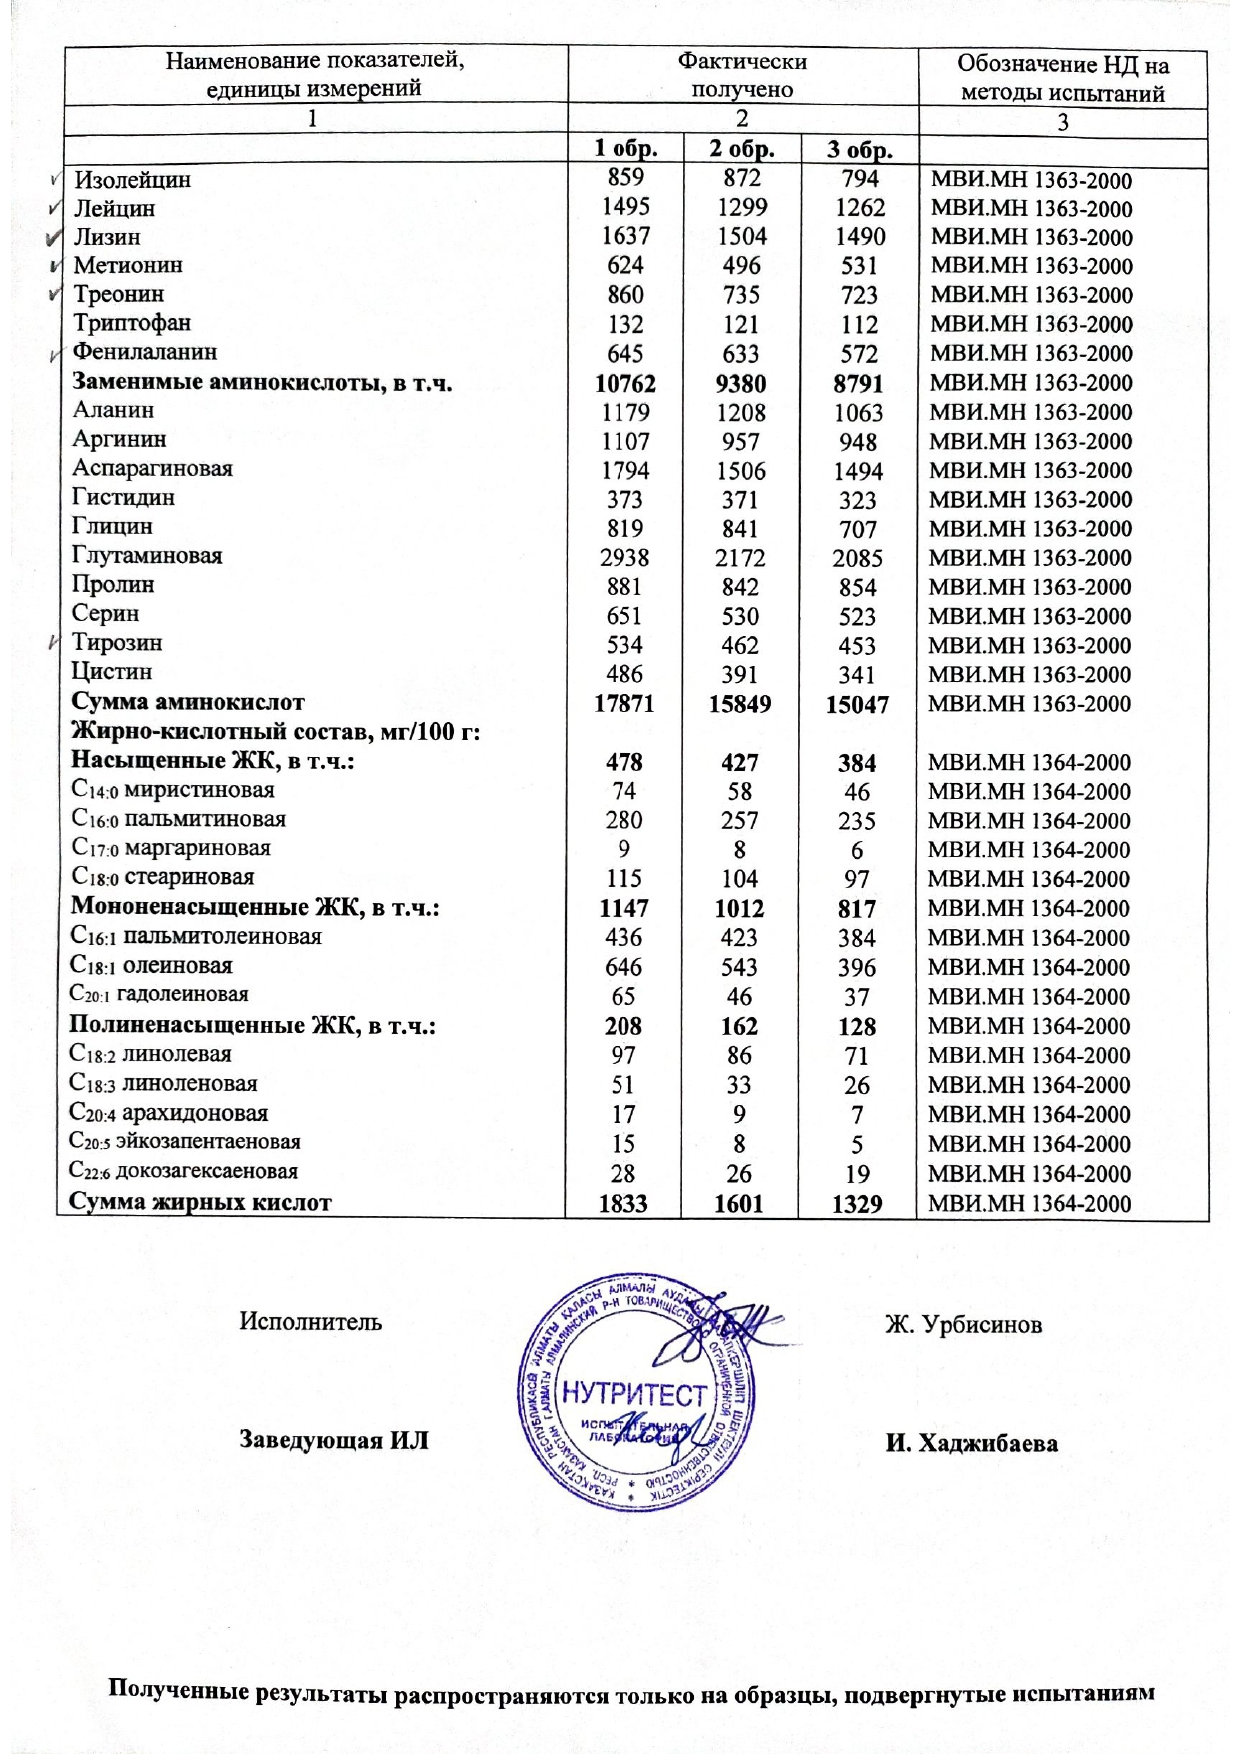 Наименование показателей, единицы измерений Фактически получено Обозначение НД на методы испытаний
1 2 3
1 обр. 2 обр. 3 обр.
Изолейцин 859 872 794 МВИ.МН 1363-2000
Лейцин 1495 1299 1262 МВИ.МН 1363-2000
Лизин 1637 1504 1490 МВИ.МН 1363-2000
Метионин 624 496 531 МВИ.МН 1363-2000
Треонин 860 735 723 МВИ.МН 1363-2000
Триптофан 132 121 112 МВИ.МН 1363-2000
Фенилаланин 645 633 572 МВИ.МН 1363-2000
Заменимые аминокислоты, в т.ч. 10762 9380 8791 МВИ.МН 1363-2000
Аланин 1179 1208 1063 МВИ.МН 1363-2000
Аргинин 1107 957 948 МВИ.МН 1363-2000
Аспарагиновая 1794 1506 1494 МВИ.МН 1363-2000
Гистидин 373 371 323 МВИ.МН 1363-2000
Глицин 819 841 707 МВИ.МН 1363-2000
Глутаминовая 2938 2172 2085 МВИ.МН 1363-2000
Пролин 881 842 854 МВИ.МН 1363-2000
Серин 651 530 523 МВИ.МН 1363-2000
Тирозин 534 462 453 МВИ.МН 1363-2000
Цистин 486 391 341 МВИ.МН 1363-2000
Сумма аминокислот 17871 15849 15047 МВИ.МН 1363-2000
Жирно-кислотный состав, мг/100 г:
Насыщенные ЖК, в т.ч.: 478 427 384 МВИ.МН 1364-2000
С14:0 миристиновая 74 58 46 МВИ.МН 1364-2000
С16:0 пальмитиновая 280 257 235 МВИ.МН 1364-2000
С17:0 маргариновая 9 8 6 МВИ.МН 1364-2000
С18:0 стеариновая 115 104 97 МВИ.МН 1364-2000
Мононенасыщенные ЖК, в т.ч.: 1147 1012 817 МВИ.МН 1364-2000
С16:1 пальмитолеиновая 436 423 384 МВИ.МН 1364-2000
С18:1 олеиновая 646 543 396 МВИ.МН 1364-2000
С20:1 гадолеиновая 65 46 37 МВИ.МН 1364-2000
Полиненасыщенные ЖК, в т.ч.: 208 162 128 МВИ.МН 1364-2000
С18:2 линолевая 97 86 71 МВИ.МН 1364-2000
С18:3 линоленовая 51 33 26 МВИ.МН 1364-2000
С20:4 арахидоновая 17 9 7 МВИ.МН 1364-2000
С20:5 эйкозапентаеновая 15 8 5 МВИ.МН 1364-2000
С22:6 докозагексаеновая 28 26 19 МВИ.МН 1364-2000
Сумма жирных кислот 1833 1601 1329 МВИ.МН 1364-2000
Исполнитель Ж. Урбисинов
НУТРИТЕСТ
ИСПЫТАТЕЛЬНАЯ
ЛАБОРАТОРИЯ
Заведующая ИЛ И. Хаджибаева
Полученные результаты распространяются только на образцы, подвергнутые испытаниям